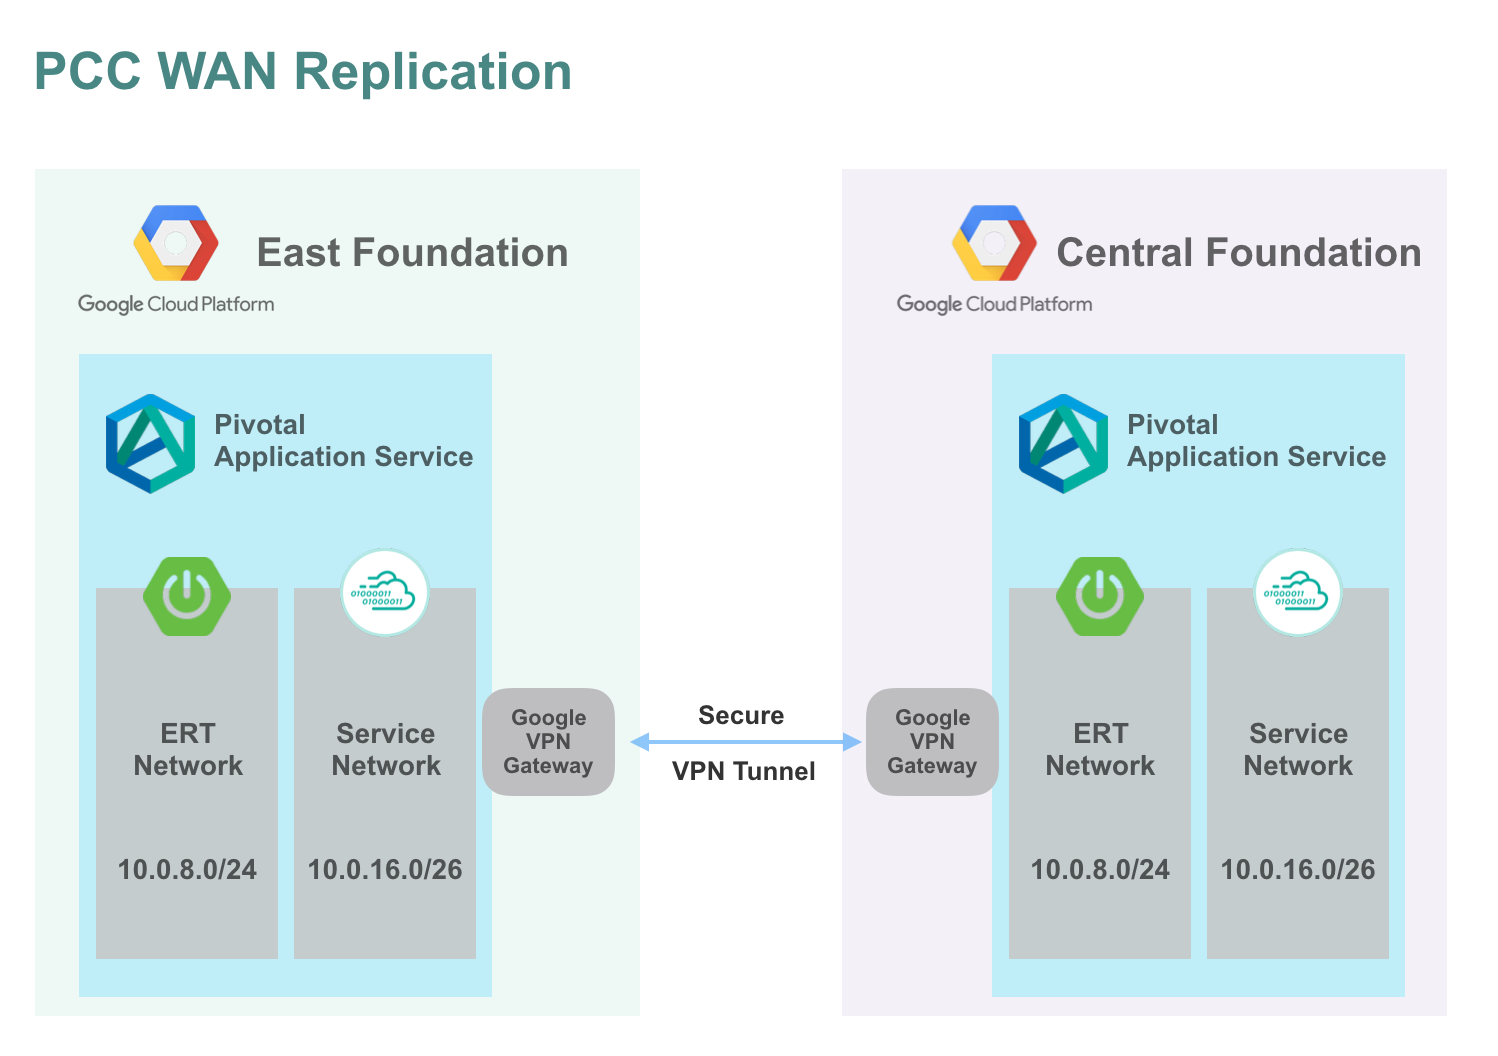 PCC WAN Replication
East Foundation
Google Cloud Platform
Pivotal
Application Service
01000011
01000011
ERT
Network
10.0.8.0/24
Service
Network
10.0.16.0/26
Google
VPN
Gateway
Secure
VPN Tunnel
Central Foundation
Google Cloud Platform
Pivotal
Application Service
01000011
01000011
Google
VPN
Gateway
ERT
Network
10.0.8.0/24
Service
Network
10.0.16.0/26